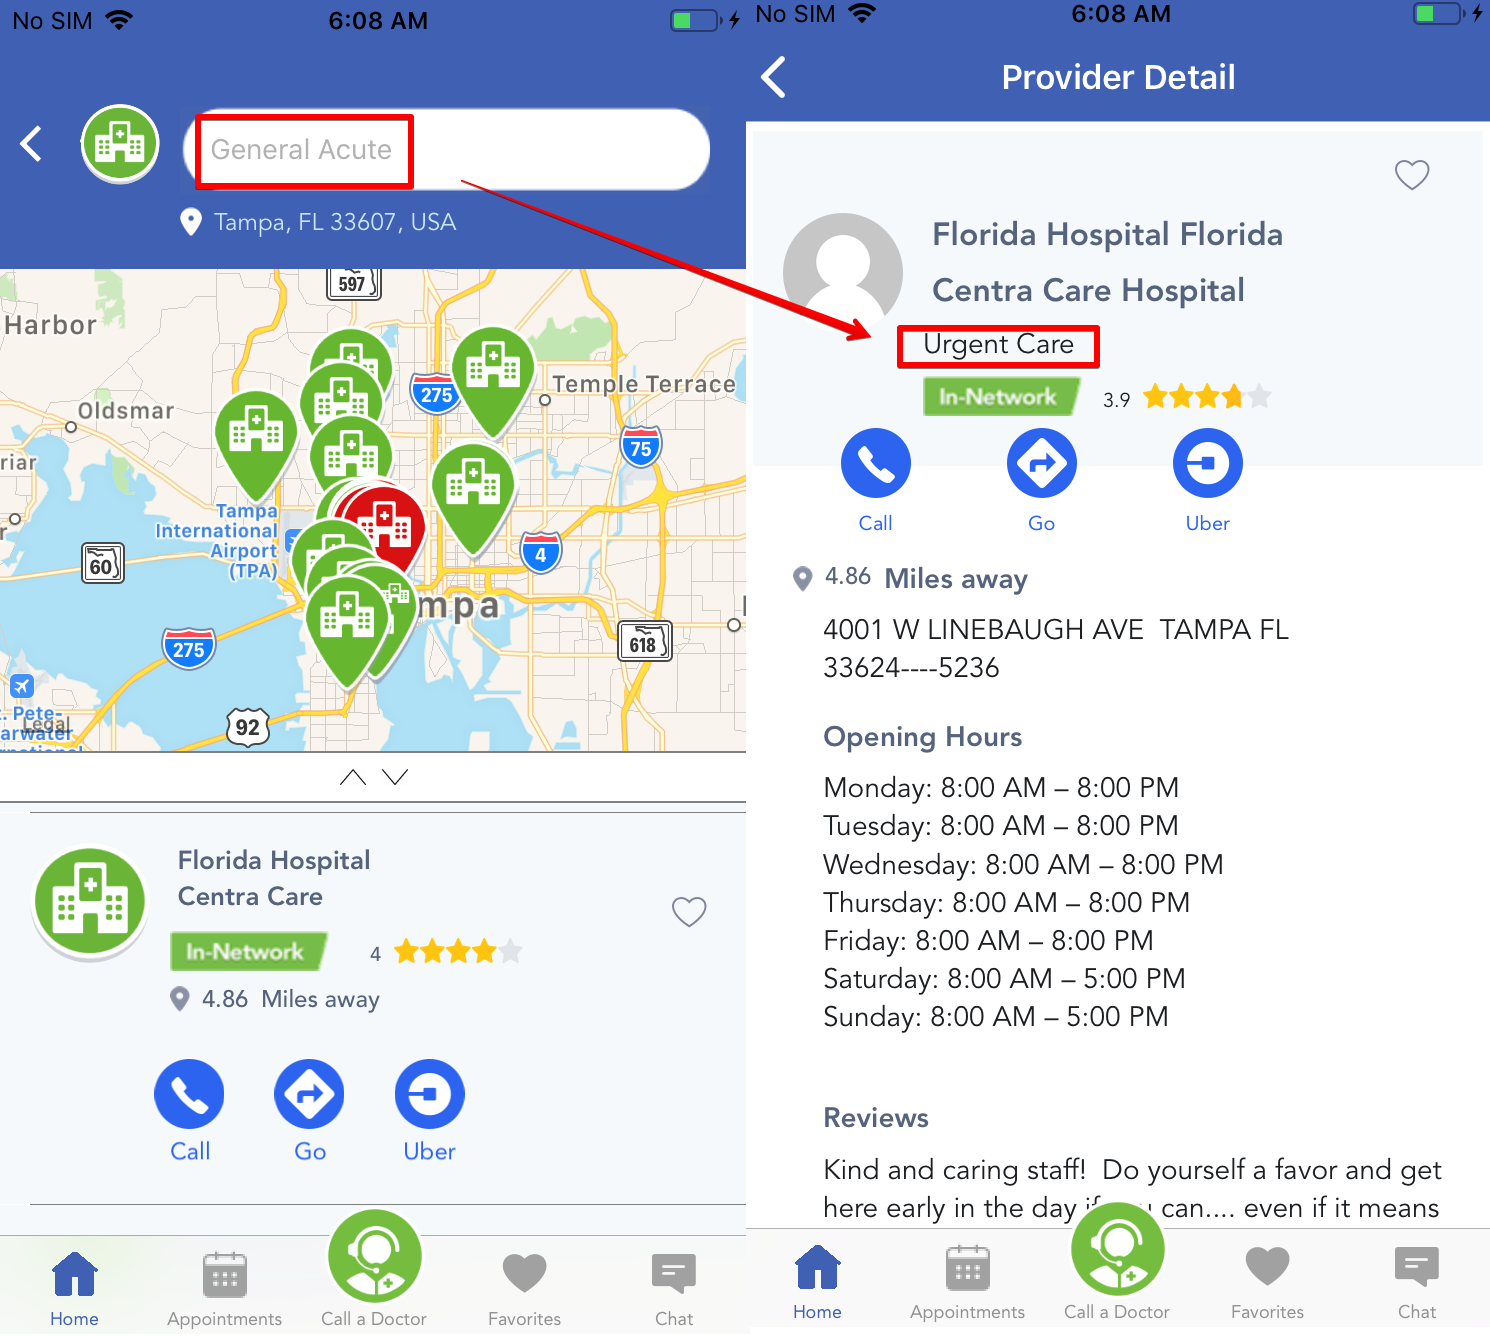 No SIM 6:08 AM
General Acute
Tampa, FL 33607, USA
597
Harbor
Oldsmar
275
Temple Terrace
75
riar
Tampa
International
Airport
(TPA)
60
4
mpa
618
275
. Pete-
arwater
Legal
92
Florida Hospital
Centra Care
In-Network 4
4.86 Miles away
Call Go Uber
Home Appointments Call a Doctor Favorites Chat
No SIM 6:08 AM
Provider Detail
Florida Hospital Florida
Centra Care Hospital
Urgent Care
In-Network 3.9
Call Go Uber
4.86 Miles away
4001 W LINEBAUGH AVE TAMPA FL
33624----5236
Opening Hours
Monday: 8:00 AM – 8:00 PM
Tuesday: 8:00 AM – 8:00 PM
Wednesday: 8:00 AM – 8:00 PM
Thursday: 8:00 AM – 8:00 PM
Friday: 8:00 AM – 8:00 PM
Saturday: 8:00 AM – 5:00 PM
Sunday: 8:00 AM – 5:00 PM
Reviews
Kind and caring staff! Do yourself a favor and get
here early in the day if you can.... even if it means
Home Appointments Call a Doctor Favorites Chat